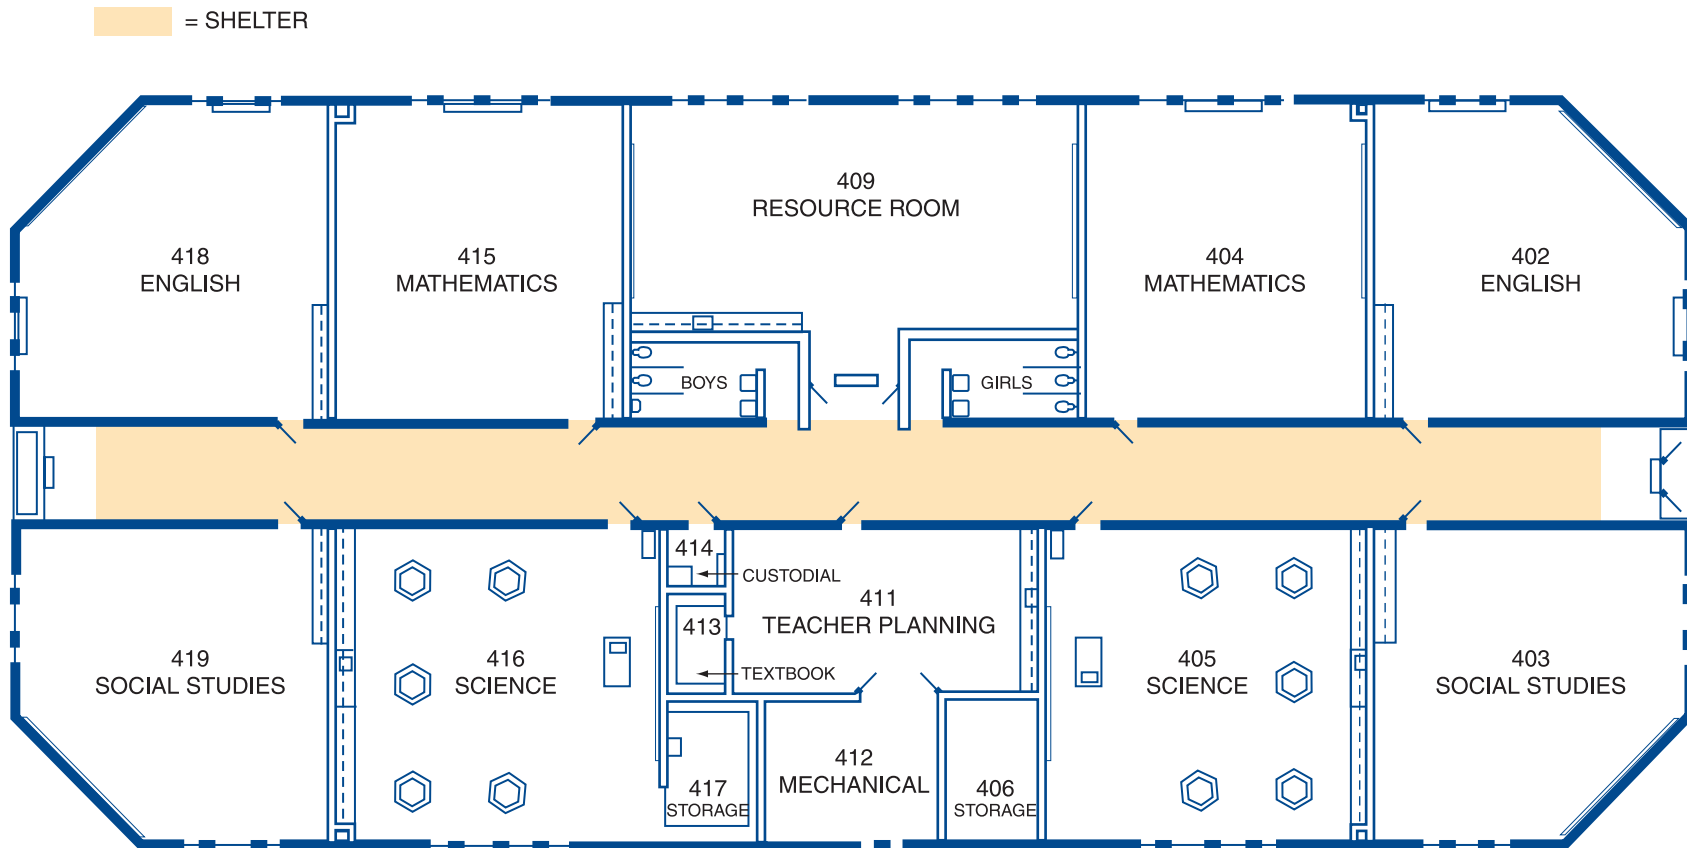 = SHELTER
409
RESOURCE ROOM
418
ENGLISH
415
MATHEMATICS
404
MATHEMATICS
402
ENGLISH
BOYS
GIRLS
414
CUSTODIAL
411
TEACHER PLANNING
413
TEXTBOOK
419
SOCIAL STUDIES
416
SCIENCE
405
SCIENCE
403
SOCIAL STUDIES
412
MECHANICAL
417
STORAGE
406
STORAGE